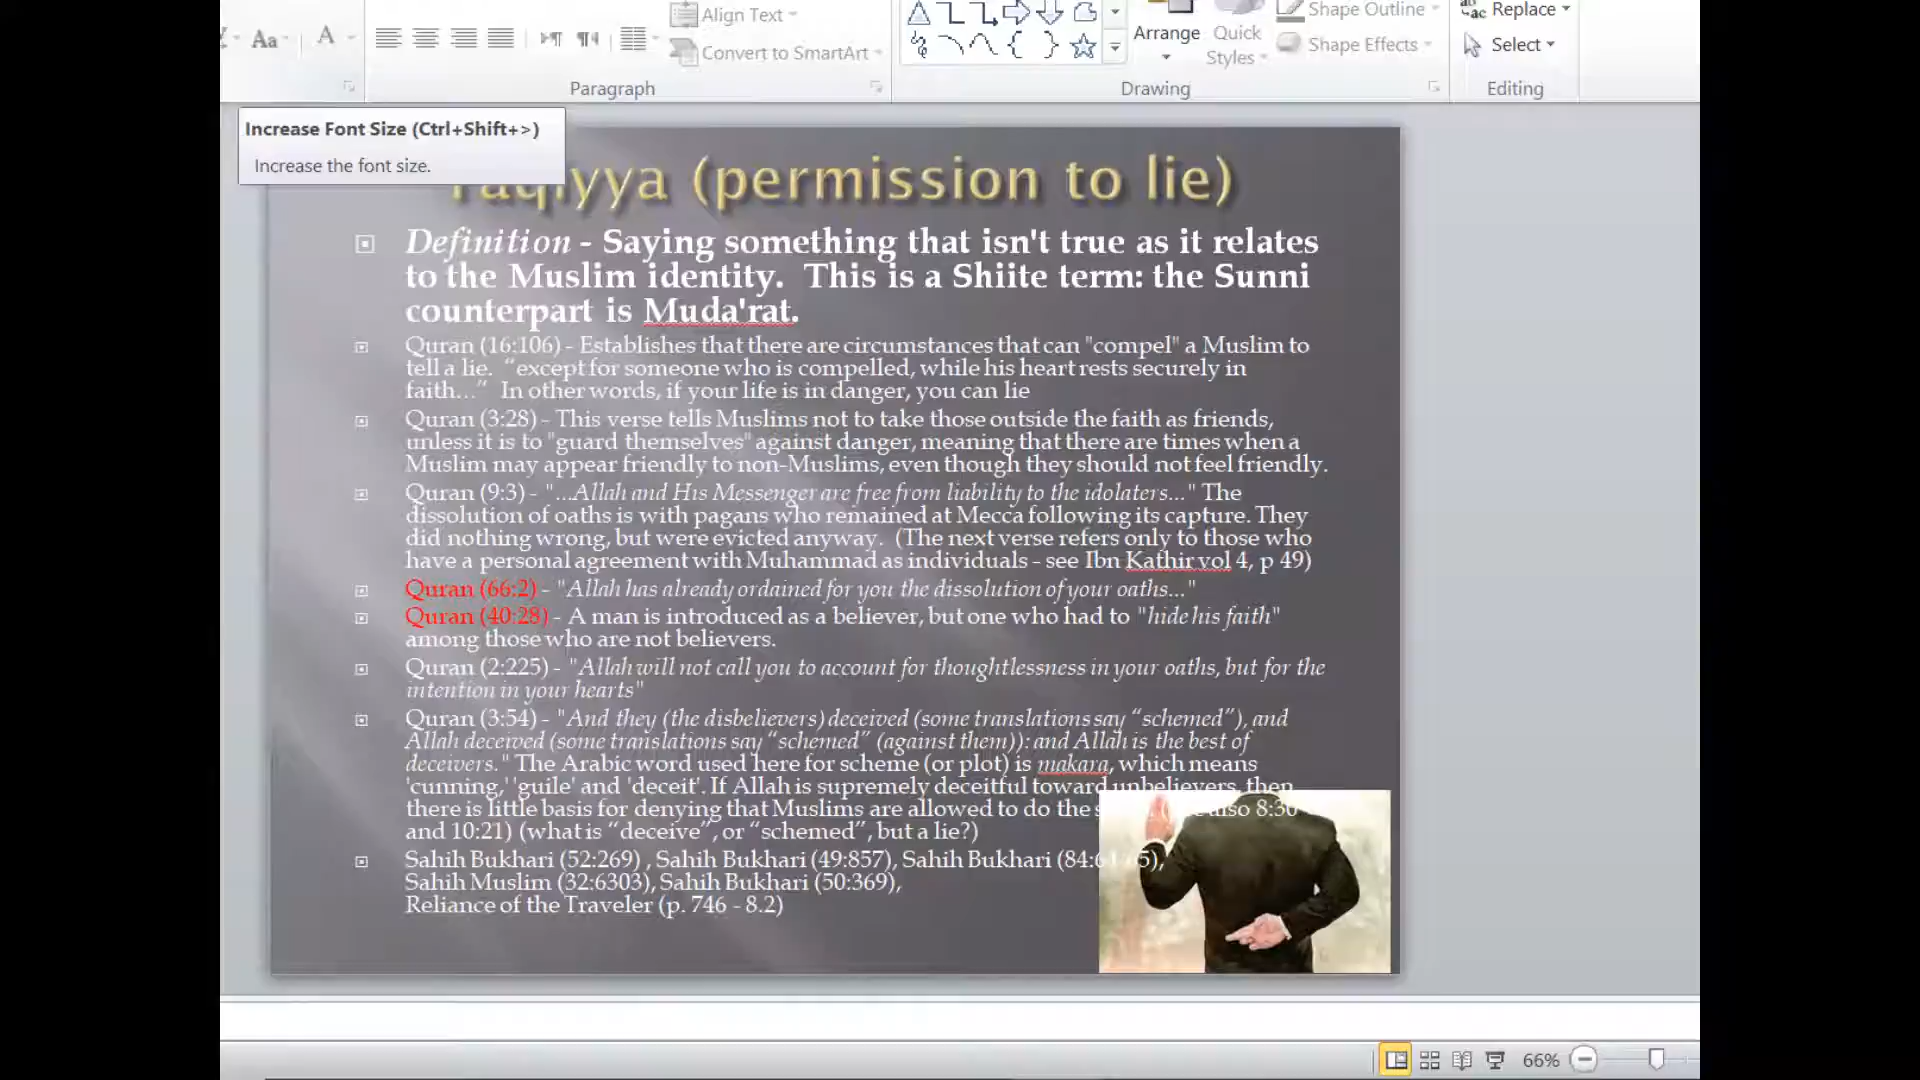 Aa
A
Align Text
Convert to SmartArt
Paragraph
Arrange
Quick
Styles
Shape Outline
Shape Effects
Drawing
Replace
Select
Editing
Increase Font Size (Ctrl+Shift+>)
Increase the font size.
(permission to lie)
Definition - Saying something that isn't true as it relates
to the Muslim identity. This is a Shiite term: the Sunni
counterpart is Muda'rat.
Quran (16:106) - Establishes that there are circumstances that can "compel" a Muslim to
tell a lie. "except for someone who is compelled, while his heart rests securely in
faith…" In other words, if your life is in danger, you can lie
Quran (3:28) - This verse tells Muslims not to take those outside the faith as friends,
unless it is to "guard themselves" against danger, meaning that there are times when a
Muslim may appear friendly to non-Muslims, even though they should not feel friendly.
Quran (9:3) - "...Allah and His Messenger are free from liability to the idolaters..." The
dissolution of oaths is with pagans who remained at Mecca following its capture. They
did nothing wrong, but were evicted anyway. (The next verse refers only to those who
have a personal agreement with Muhammad as individuals - see Ibn Kathir vol 4, p 49)
Quran (66:2) - "Allah has already ordained for you the dissolution of your oaths..."
Quran (40:28) - A man is introduced as a believer, but one who had to "hide his faith"
among those who are not believers.
Quran (2:225) - "Allah will not call you to account for thoughtlessness in your oaths, but for the
intention in your hearts"
Quran (3:54) - "And they (the disbelievers) deceived (some translations say "schemed"), and
Allah deceived (some translations say "schemed" (against them)): and Allah is the best of
deceivers." The Arabic word used here for scheme (or plot) is makara, which means
'cunning,' 'guile' and 'deceit'. If Allah is supremely deceitful toward unbelievers, then
there is little basis for denying that Muslims are allowed to do the 8:30
and 10:21) (what is "deceive", or "schemed", but a lie?)
Sahih Bukhari (52:269) , Sahih Bukhari (49:857), Sahih Bukhari
Sahih Muslim (32:6303), Sahih Bukhari (50:369),
Reliance of the Traveler (p. 746 - 8.2)
66%